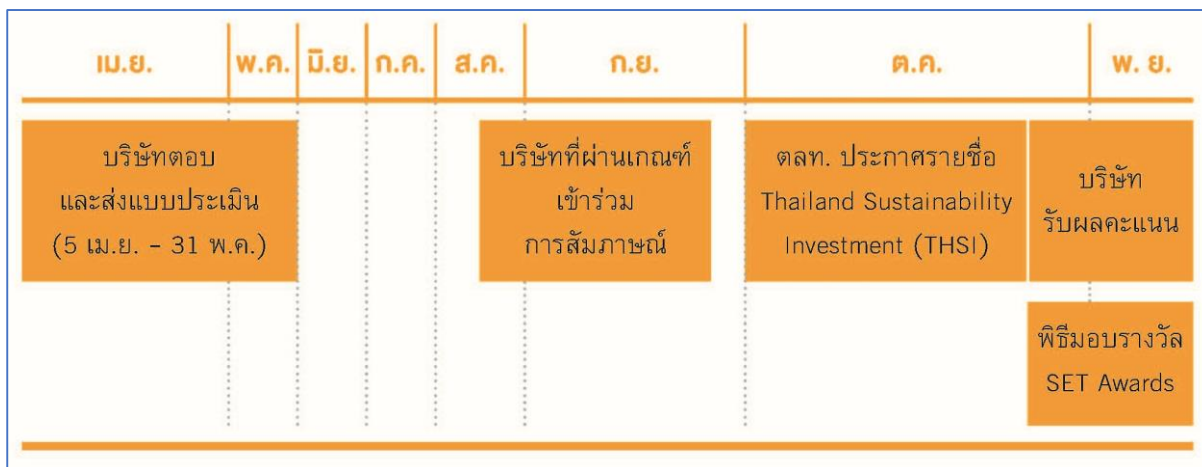 เม.ย. พ.ค. มิ.ย. ก.ค. ส.ค. ก.ย. ต.ค. พ. ย.
บริษัทตอบ
และส่งแบบประเมิน
(5 เม.ย. – 31 พ.ค.)
บริษัทที่ผ่านเกณฑ์
เข้าร่วม
การสัมภาษณ์
ตลท. ประกาศรายชื่อ
Thailand Sustainability
Investment (THSI)
บริษัท
รับผลคะแนน
พิธีมอบรางวัล
SET Awards